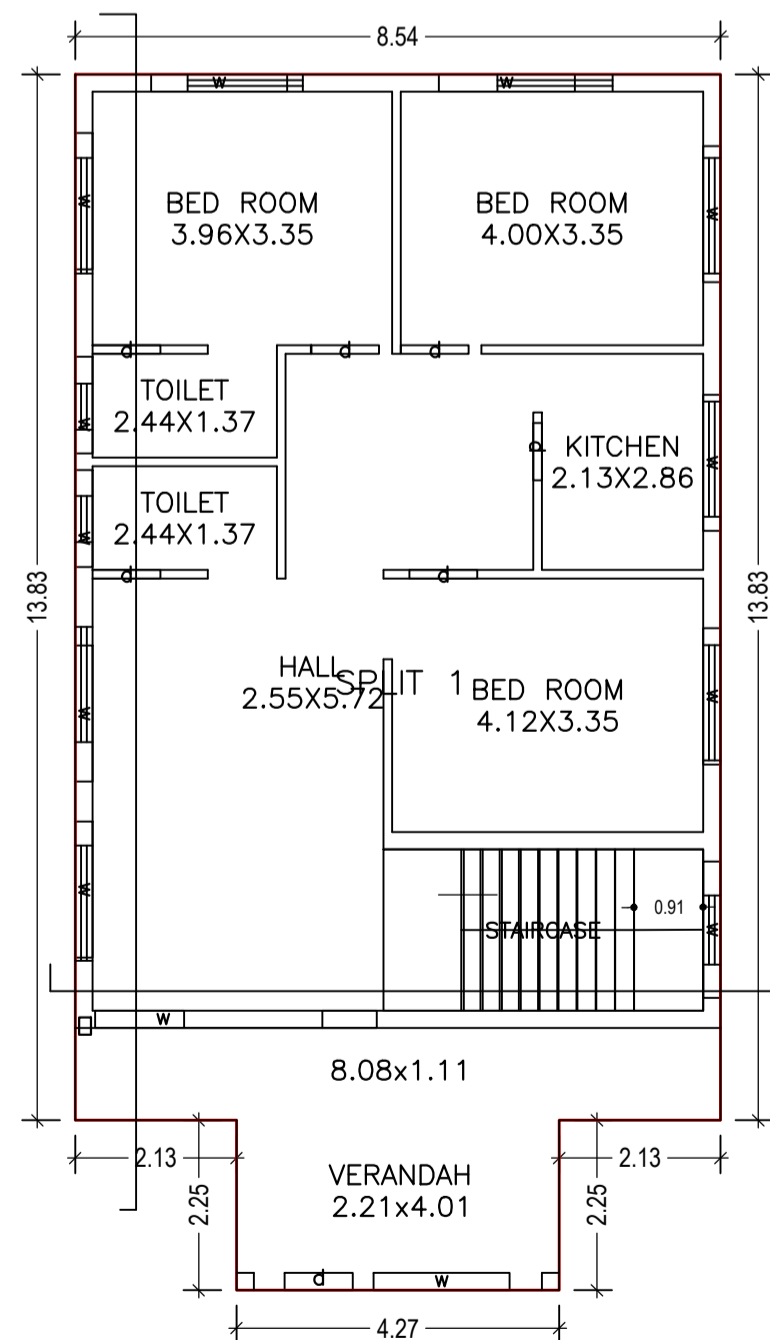 8.54
w
w
w
w
BED ROOM
3.96X3.35
BED ROOM
4.00X3.35
d
d
d
TOILET
2.44X1.37
w
d
KITCHEN
2.13X2.86
w
TOILET
2.44X1.37
w
d
d
13.83
13.83
HALL
2.55X5.72
SPLIT 1
BED ROOM
4.12X3.35
w
w
w
0.91
STAIRCASE
w
w
8.08x1.11
2.13
2.13
VERANDAH
2.21x4.01
2.25
2.25
d
w
4.27